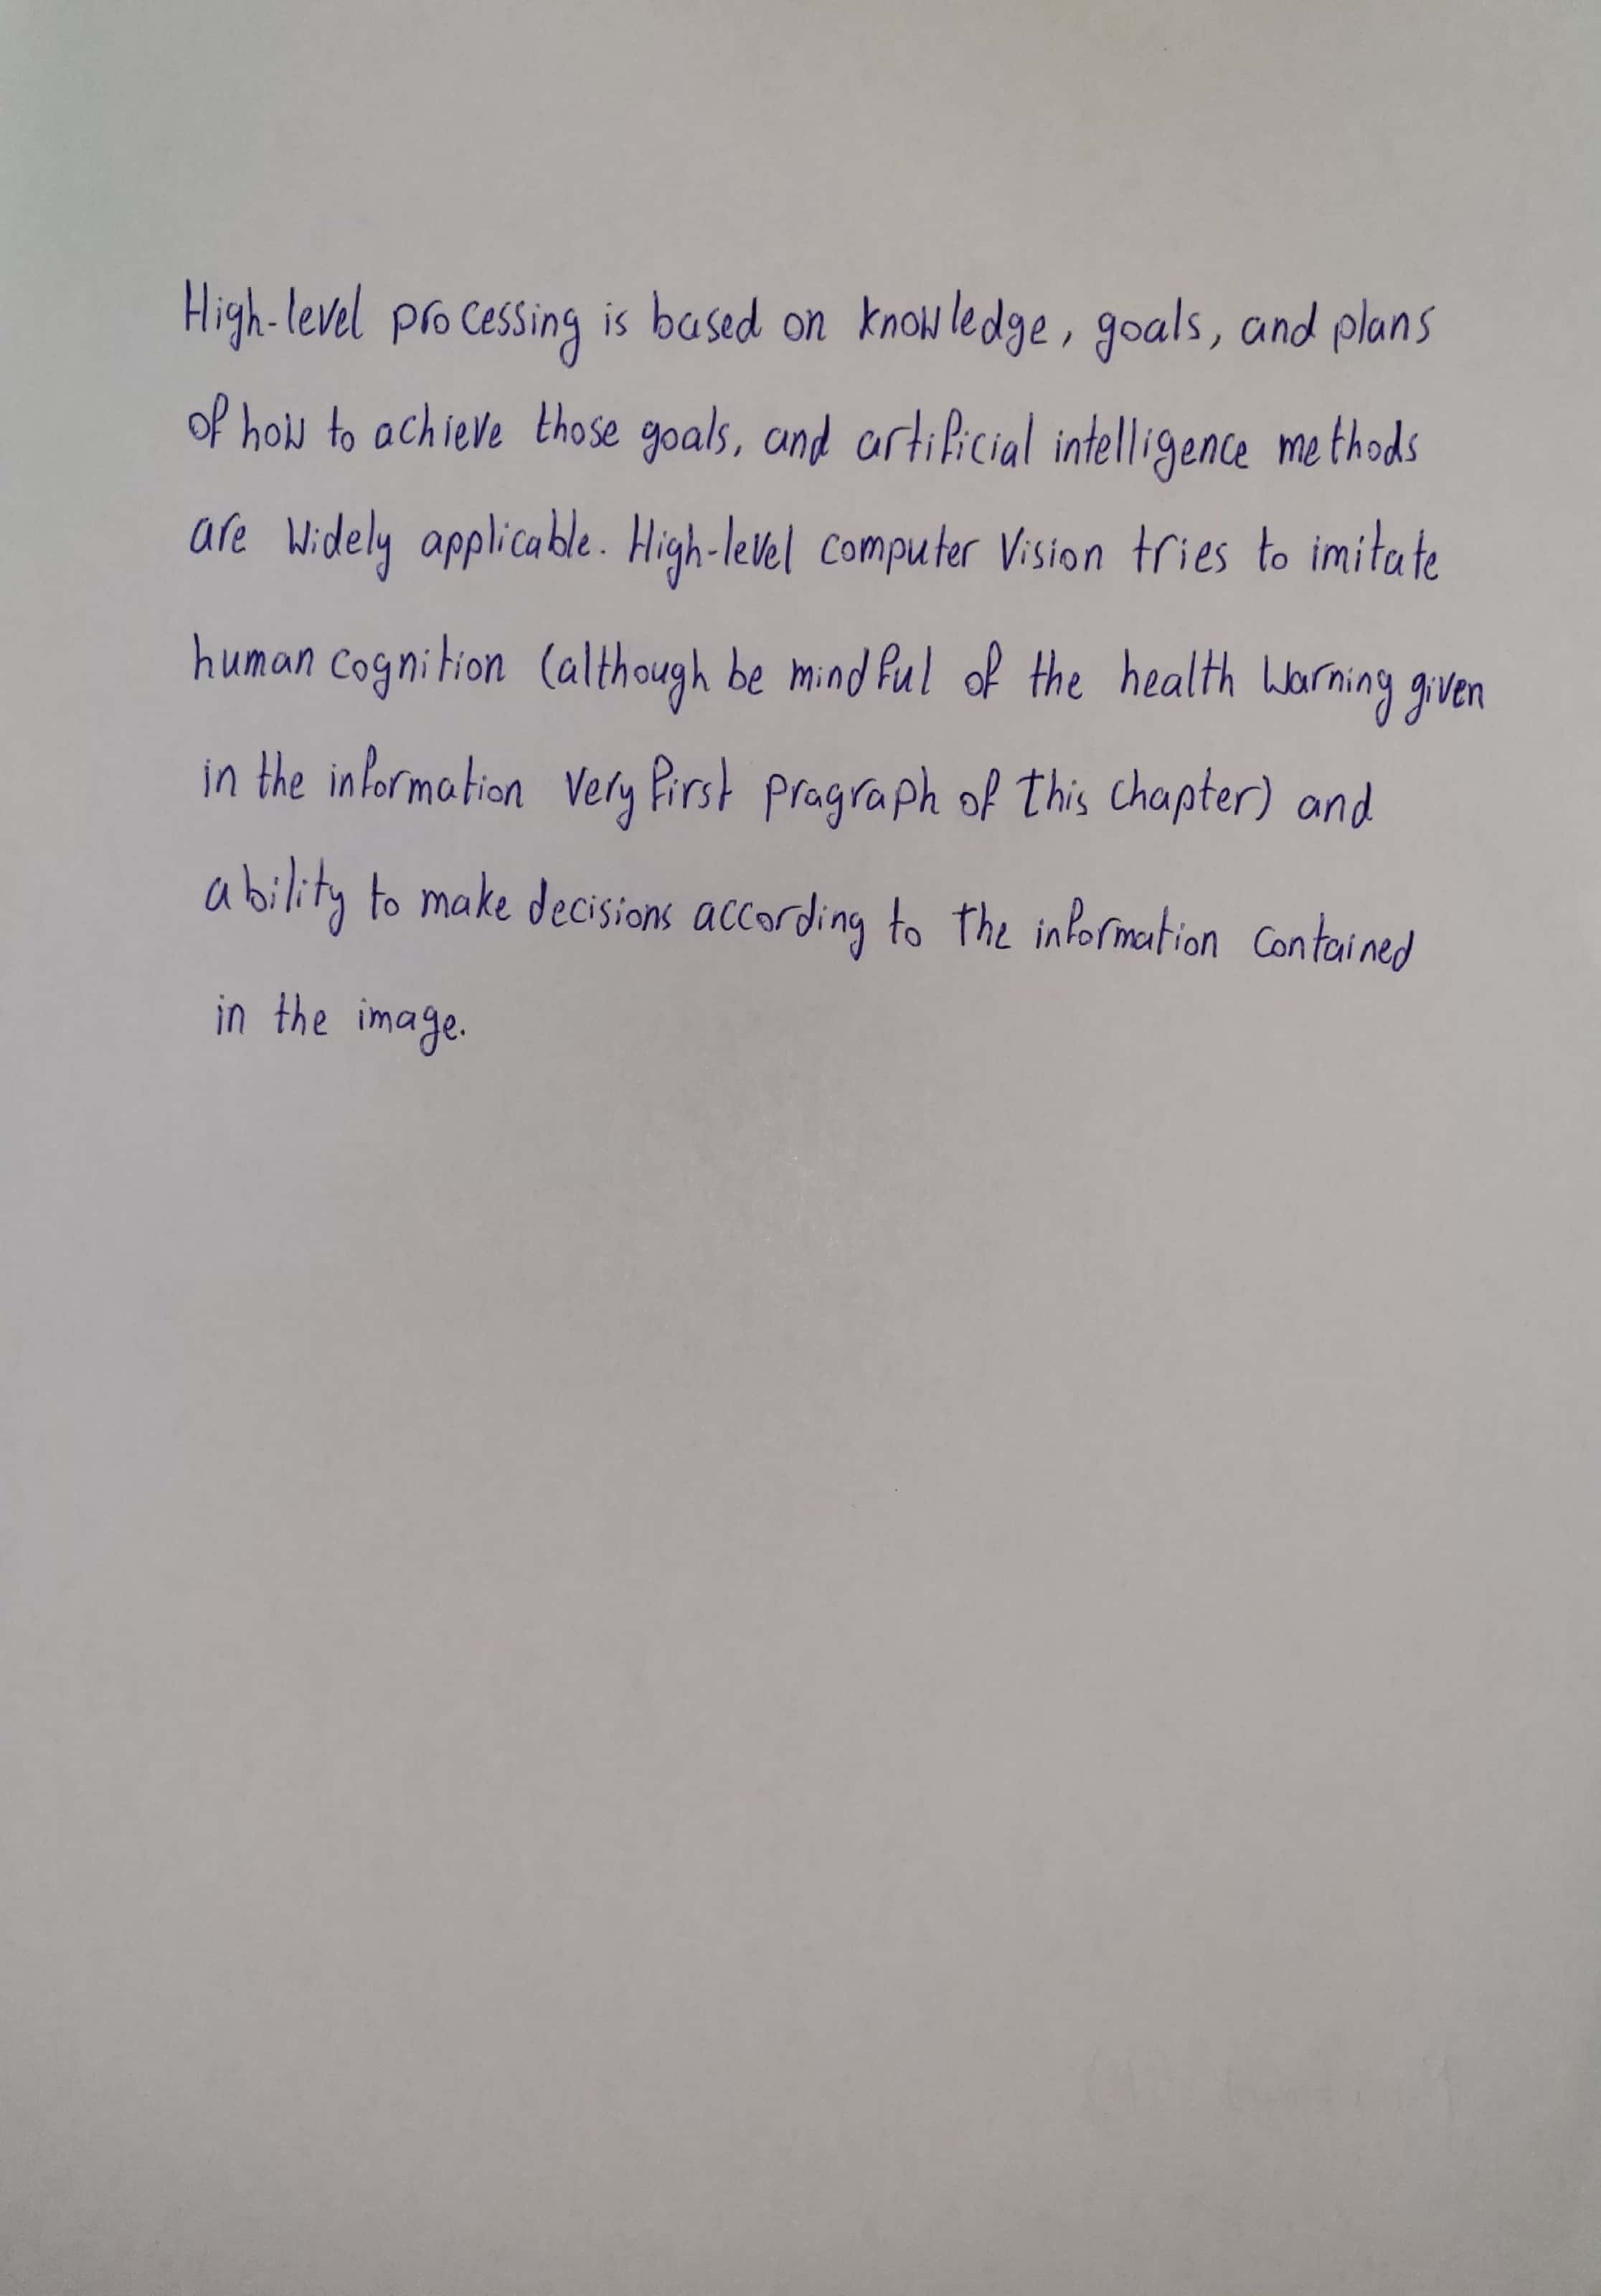 High-level processing is based on knowledge, goals, and plans
of how to achieve those goals, and artificial intelligence methods
are widely applicable. High-level computer vision tries to imitate
human cognition (although be mindful of the health warning given
in the information very first pragraph of this chapter) and
ability to make decisions according to the information contained
in the image.